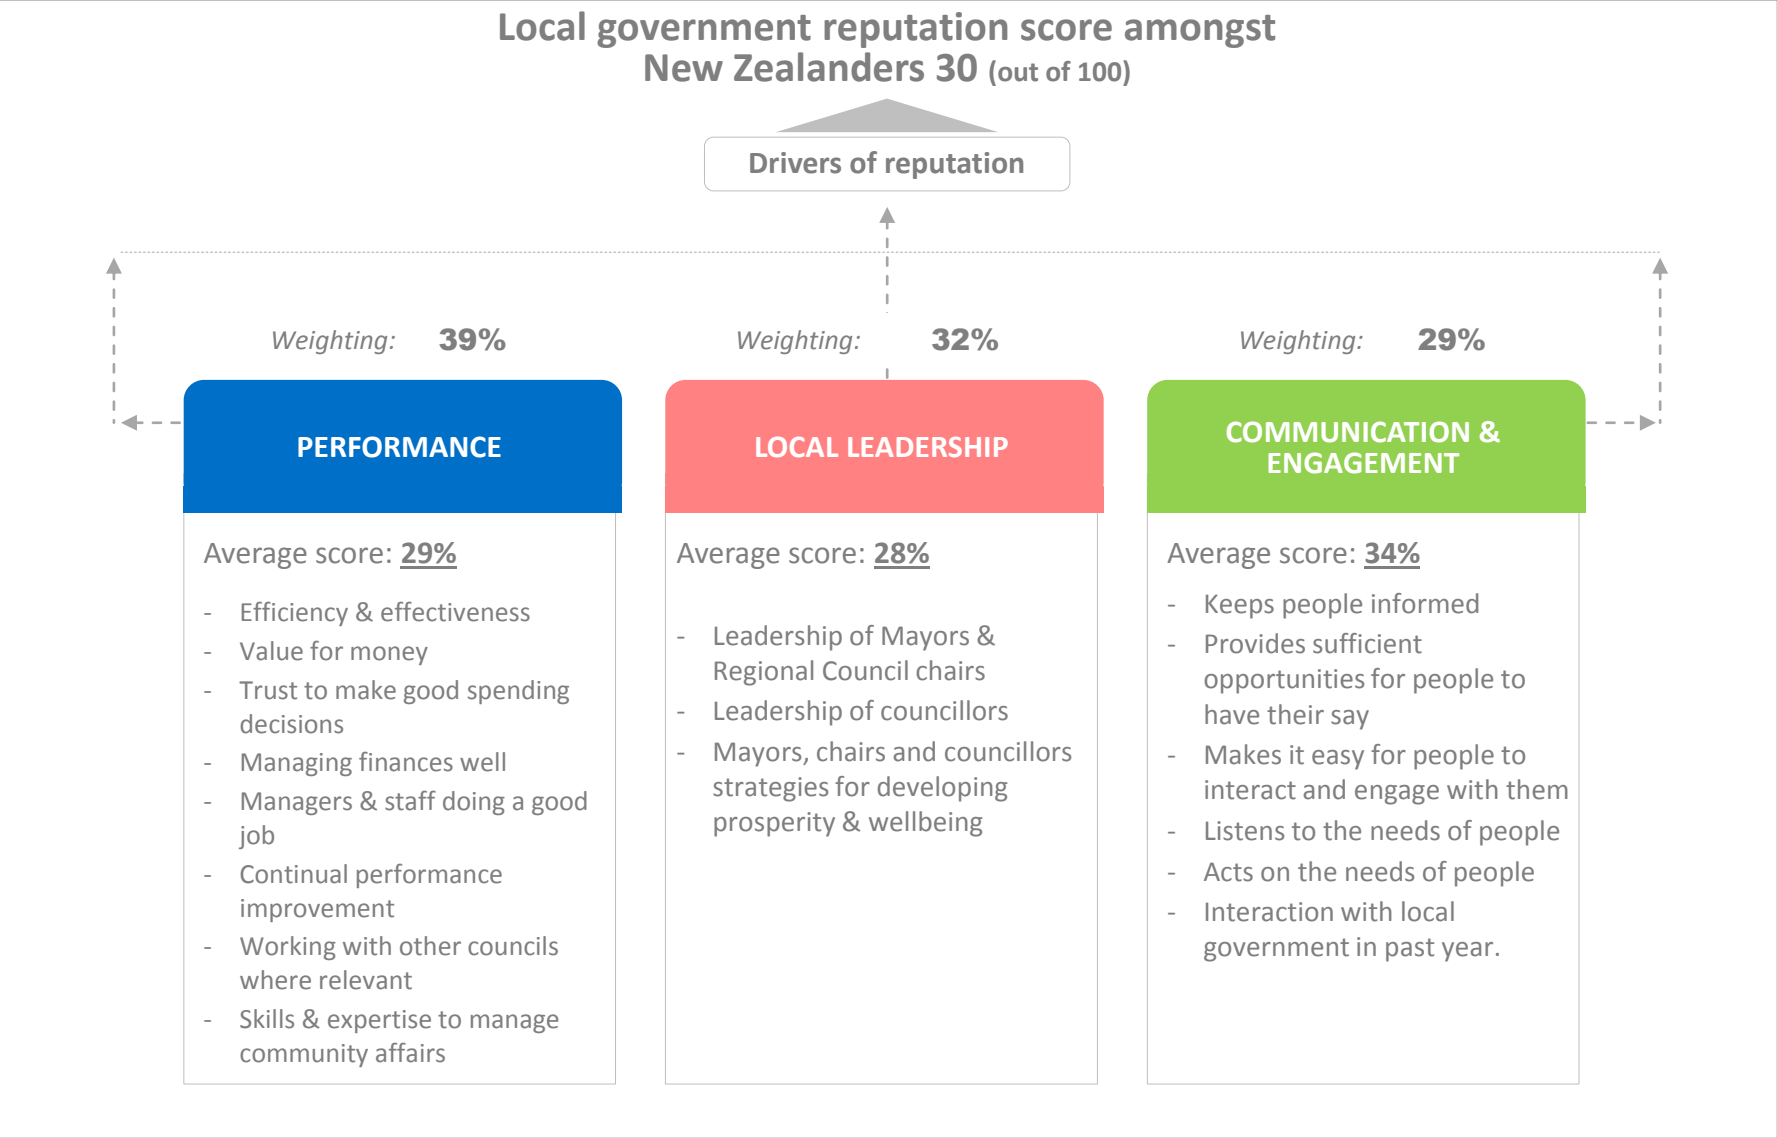 Local government reputation score amongst
New Zealanders 30 (out of 100)
Drivers of reputation
Weighting: 39%
Weighting: 32%
Weighting: 29%
PERFORMANCE
Average score: 29%
- Efficiency & effectiveness
- Value for money
- Trust to make good spending
decisions
- Managing finances well
- Managers & staff doing a good
job
- Continual performance
improvement
- Working with other councils
where relevant
- Skills & expertise to manage
community affairs
LOCAL LEADERSHIP
Average score: 28%
- Leadership of Mayors &
Regional Council chairs
- Leadership of councillors
- Mayors, chairs and councillors
strategies for developing
prosperity & wellbeing
COMMUNICATION &
ENGAGEMENT
Average score: 34%
- Keeps people informed
- Provides sufficient
opportunities for people to
have their say
- Makes it easy for people to
interact and engage with them
- Listens to the needs of people
- Acts on the needs of people
- Interaction with local
government in past year.